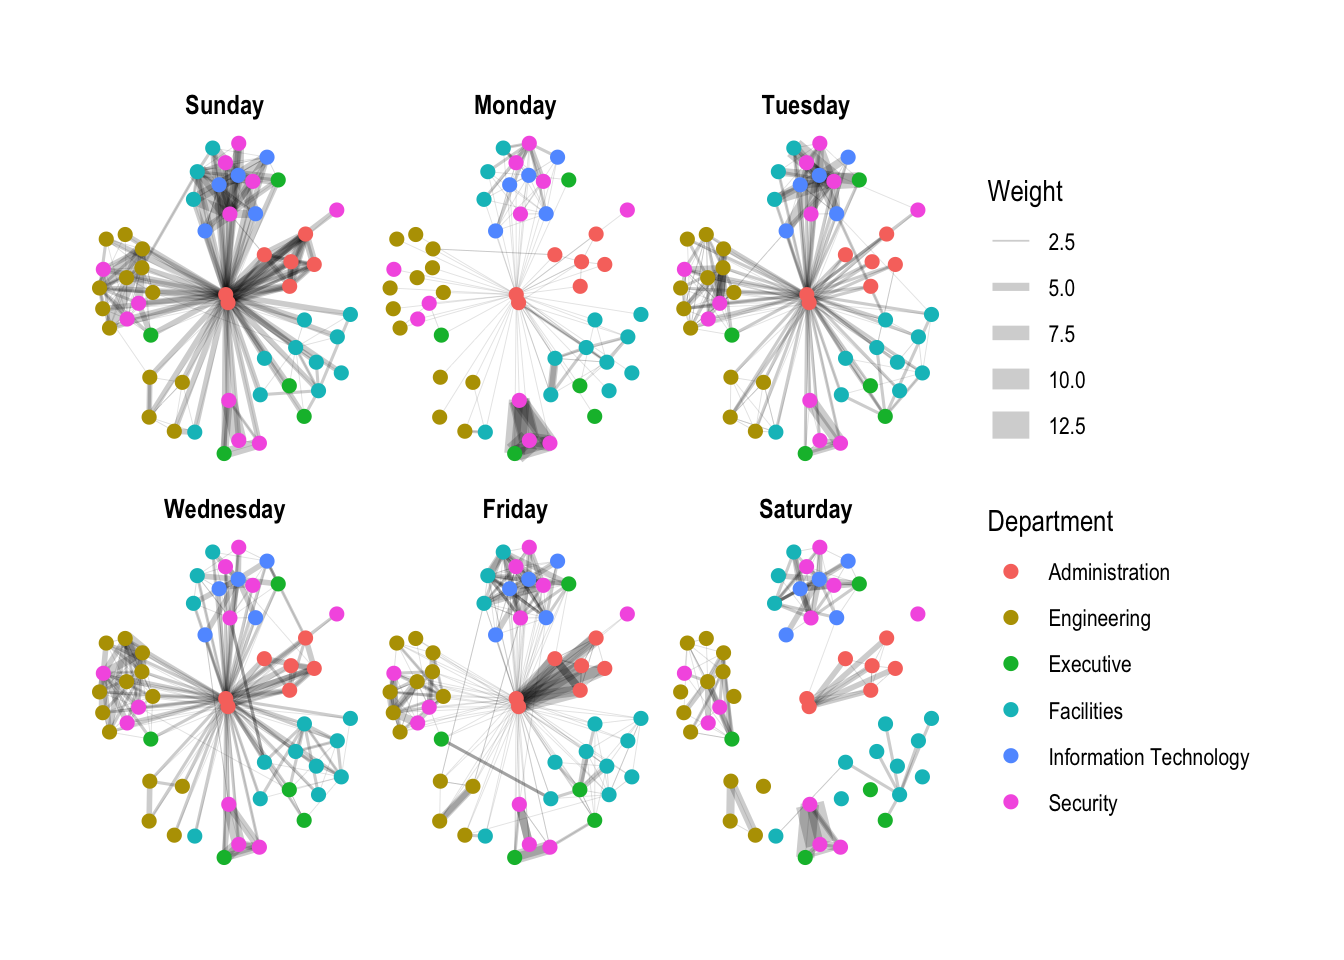 Sunday
Monday
Tuesday
Wednesday
Friday
Saturday
Weight
2.5
5.0
7.5
10.0
12.5
Department
Administration
Engineering
Executive
Facilities
Information Technology
Security